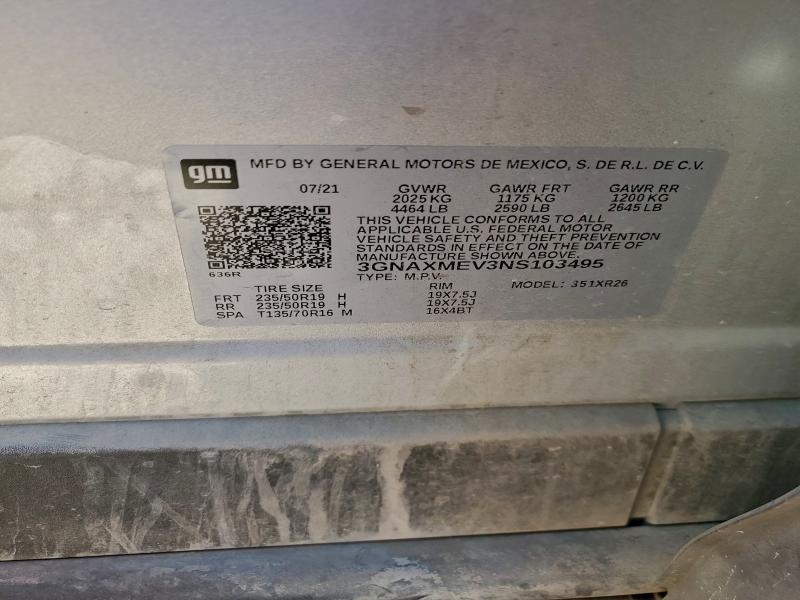 gm MFD BY GENERAL MOTORS DE MEXICO, S. DE R.L. DE C.V.
07/21 GVWR GAWR FRT GAWR RR
2025 KG 1175 KG 1200 KG
4464 LB 2590 LB 2645 LB
THIS VEHICLE CONFORMS TO ALL
APPLICABLE U.S. FEDERAL MOTOR
VEHICLE SAFETY AND THEFT PREVENTION
STANDARDS IN EFFECT ON THE DATE OF
MANUFACTURE SHOWN ABOVE.
3GNAXMEV3NS103495
636R TYPE: M.P.V. MODEL: 351XR26
TIRE SIZE RIM
FRT 235/50R19 H 19X7.5J
RR 235/50R19 H 19X7.5J
SPA T135/70R16 M 16X4BT